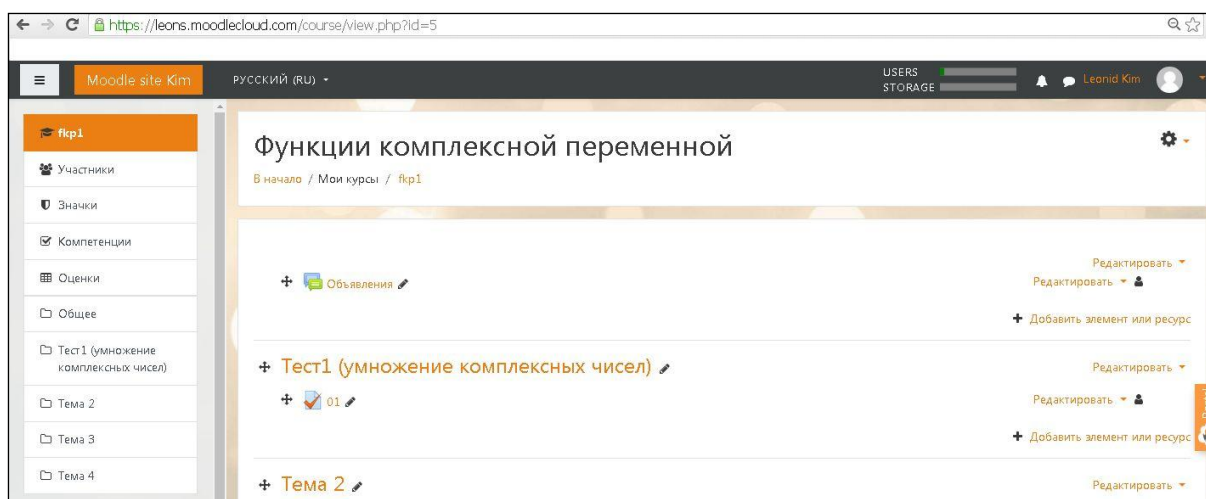 https://leons.moodlecloud.com/course/view.php?id=5
Moodle site Kim
РУССКИЙ (RU)
USERS
STORAGE
Leonid Kim
fkp1
Участники
Значки
Компетенции
Оценки
Общее
Тест1 (умножение
комплексных чисел)
Тема 2
Тема 3
Тема 4
Функции комплексной переменной
В начало / Мои курсы / fkp1
Редактировать
Объявления
Редактировать
Добавить элемент или ресурс
Тест1 (умножение комплексных чисел)
Редактировать
01
Редактировать
Добавить элемент или ресурс
Тема 2
Редактировать